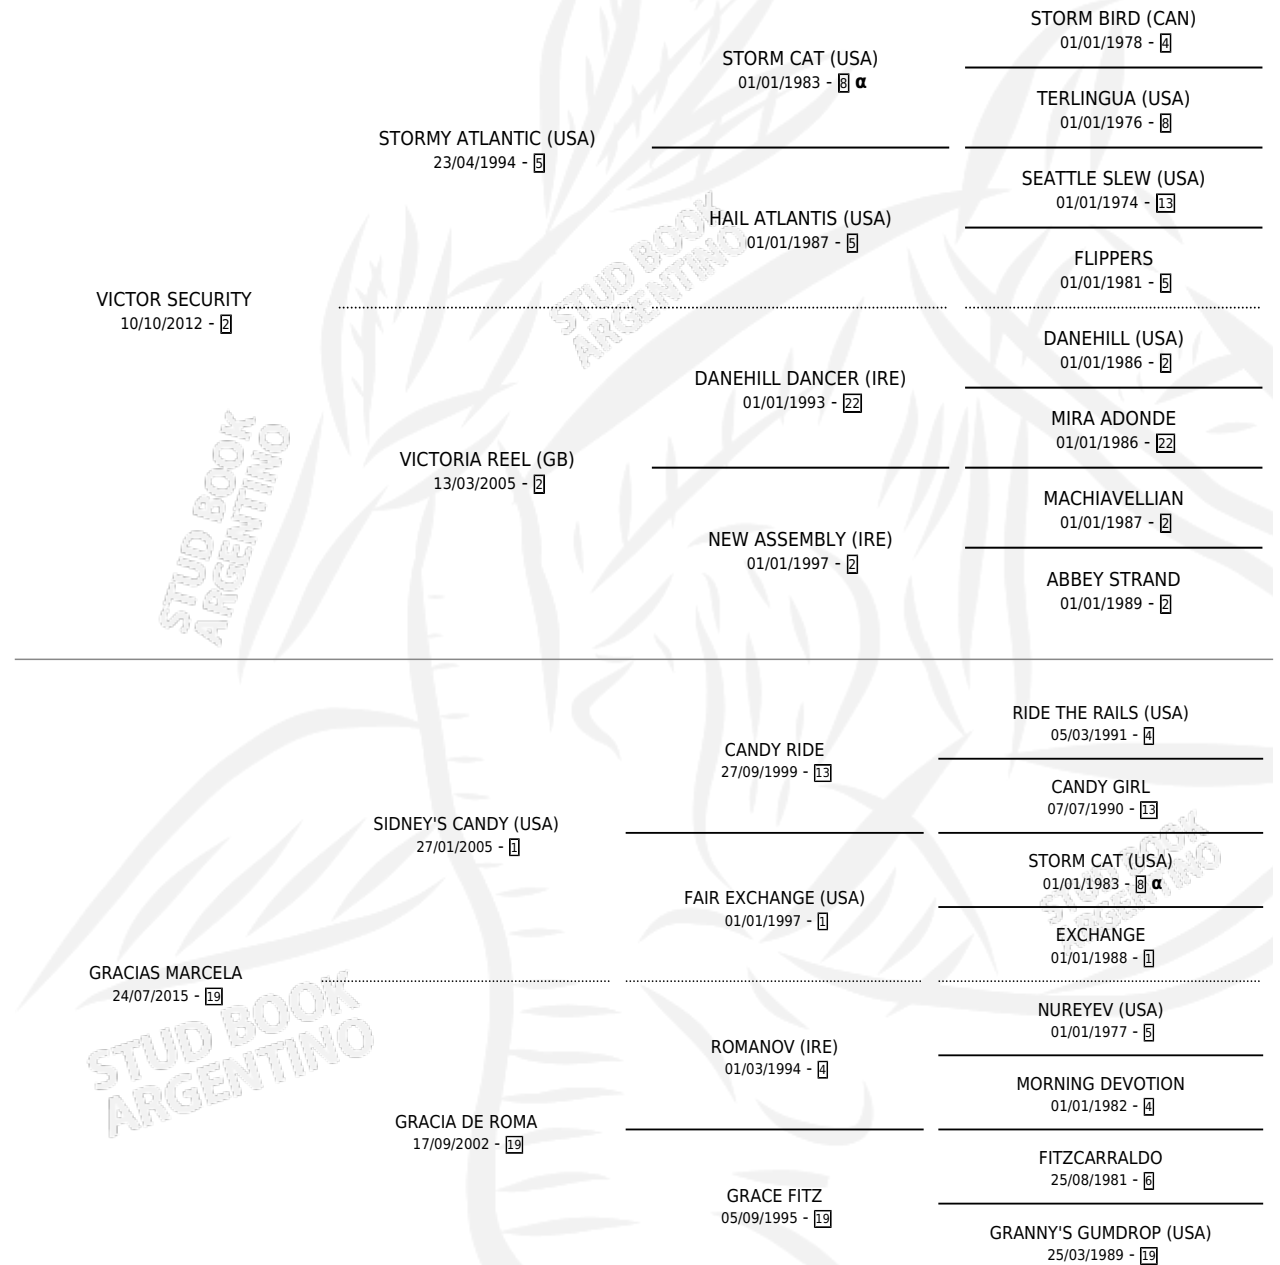 STORM BIRD (CAN)
01/01/1978 - 4
STORM CAT (USA)
01/01/1983 - 8 α
TERLINGUA (USA)
01/01/1976 - 8
STORMY ATLANTIC (USA)
23/04/1994 - 5
SEATTLE SLEW (USA)
01/01/1974 - 13
HAIL ATLANTIS (USA)
01/01/1987 - 5
FLIPPERS
01/01/1981 - 5
VICTOR SECURITY
10/10/2012 - 2
DANEHILL (USA)
01/01/1986 - 2
DANEHILL DANCER (IRE)
01/01/1993 - 22
MIRA ADONDE
01/01/1986 - 22
VICTORIA REEL (GB)
13/03/2005 - 2
MACHIAVELLIAN
01/01/1987 - 2
NEW ASSEMBLY (IRE)
01/01/1997 - 2
ABBEY STRAND
01/01/1989 - 2
RIDE THE RAILS (USA)
05/03/1991 - 4
CANDY RIDE
27/09/1999 - 13
CANDY GIRL
07/07/1990 - 13
SIDNEY'S CANDY (USA)
27/01/2005 - 1
STORM CAT (USA)
01/01/1983 - 8 α
FAIR EXCHANGE (USA)
01/01/1997 - 1
EXCHANGE
01/01/1988 - 1
GRACIAS MARCELA
24/07/2015 - 19
NUREYEV (USA)
01/01/1977 - 5
ROMANOV (IRE)
01/03/1994 - 4
MORNING DEVOTION
01/01/1982 - 4
GRACIA DE ROMA
17/09/2002 - 19
FITZCARRALDO
25/08/1981 - 6
GRACE FITZ
05/09/1995 - 19
GRANNY'S GUMDROP (USA)
25/03/1989 - 19
STUD BOOK
ARGENTINO
STUD BOOK
ARGENTINO
STUD BOOK
ARGENTINO
STUD BOOK
ARGENTINO